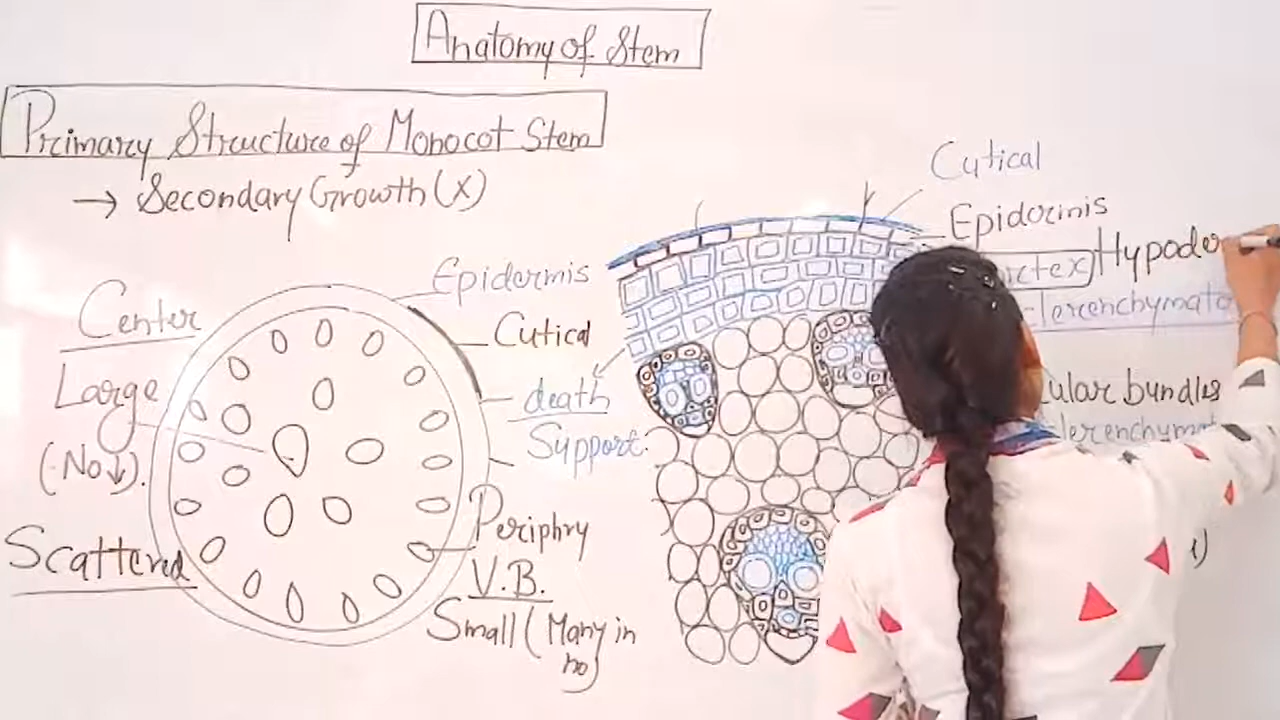 Anatomy of Stem
Primary Structure of Monocot Stem
→ Secondary Growth (X)
Center
Large
(No↓).
Scattered
Epidermis
Cutical
death
Support
Periphry
V.B.
Small (Many in
no)
Cutical
Epidermis
Hypode
bundles